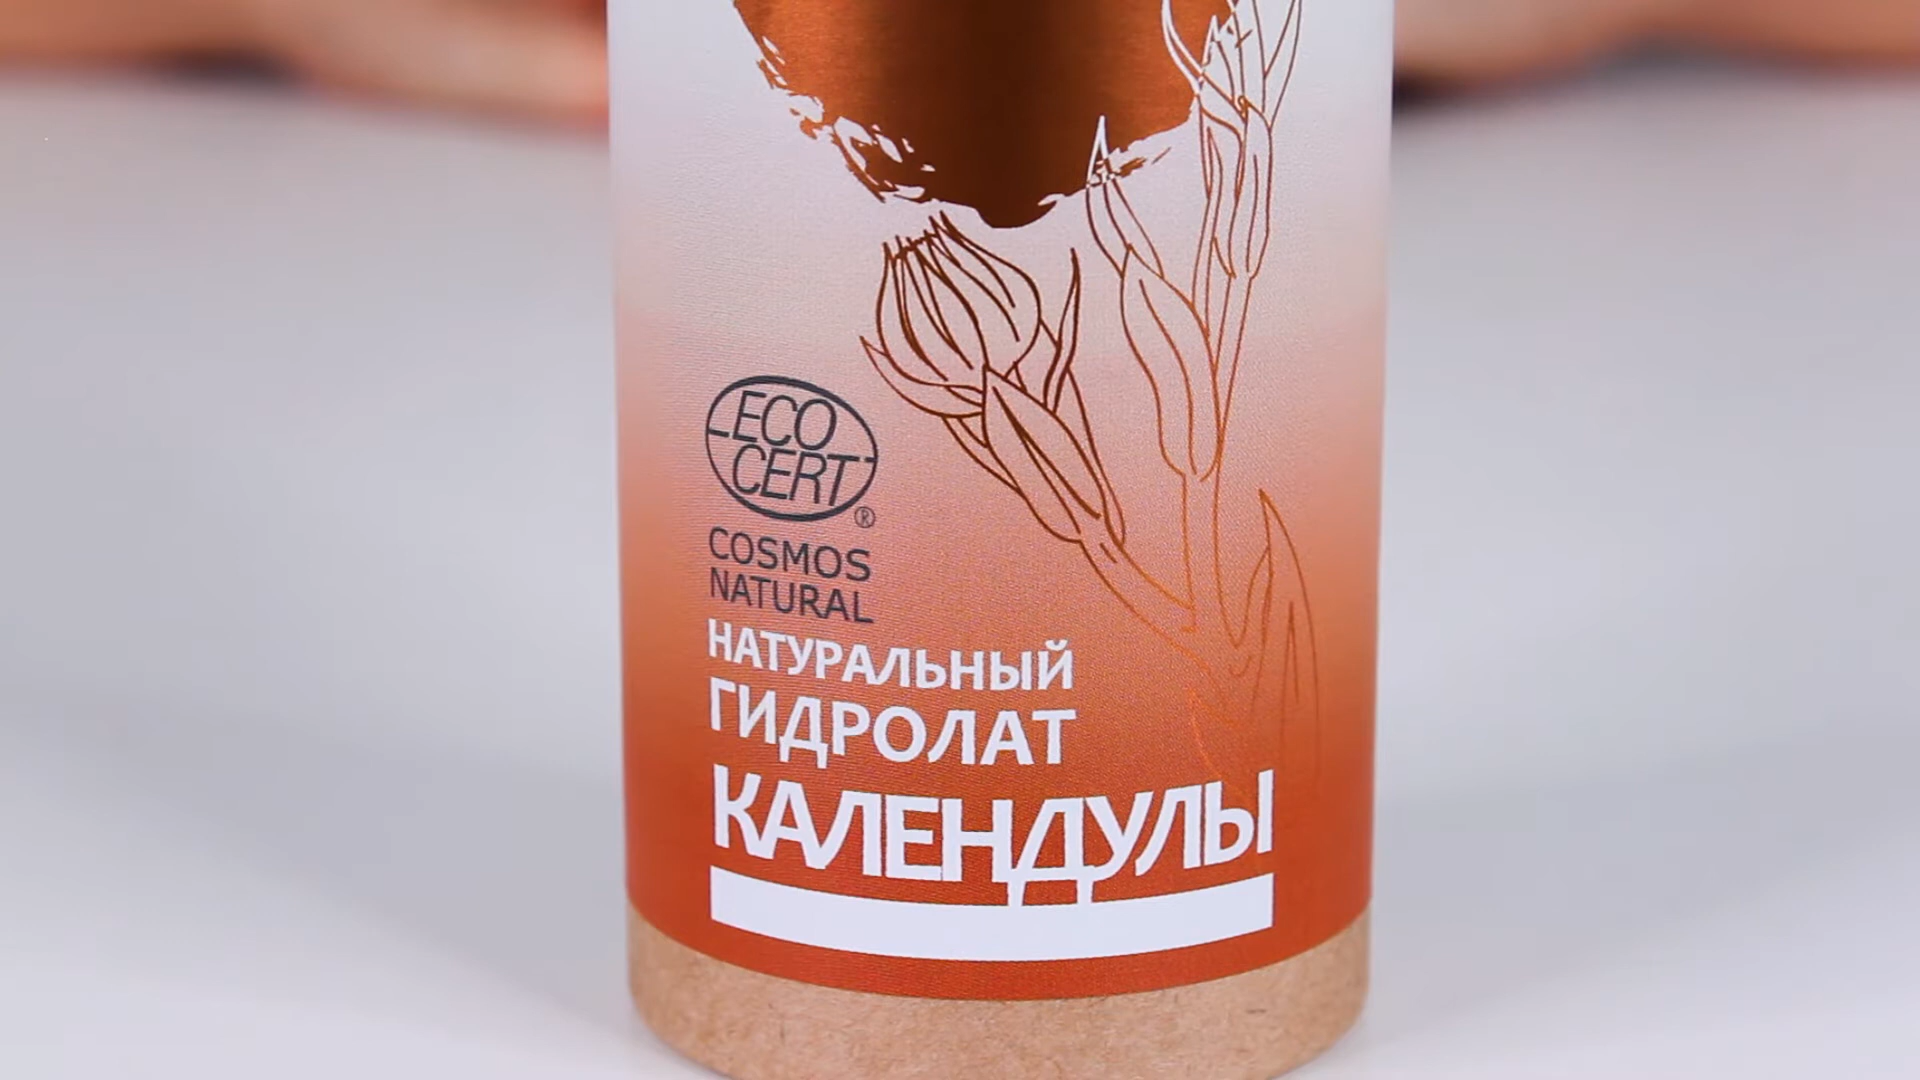 ECO
CERT
®
COSMOS
NATURAL
НАТУРАЛЬНЫЙ
ГИДРОЛАТ
КАЛЕНДУЛЫ